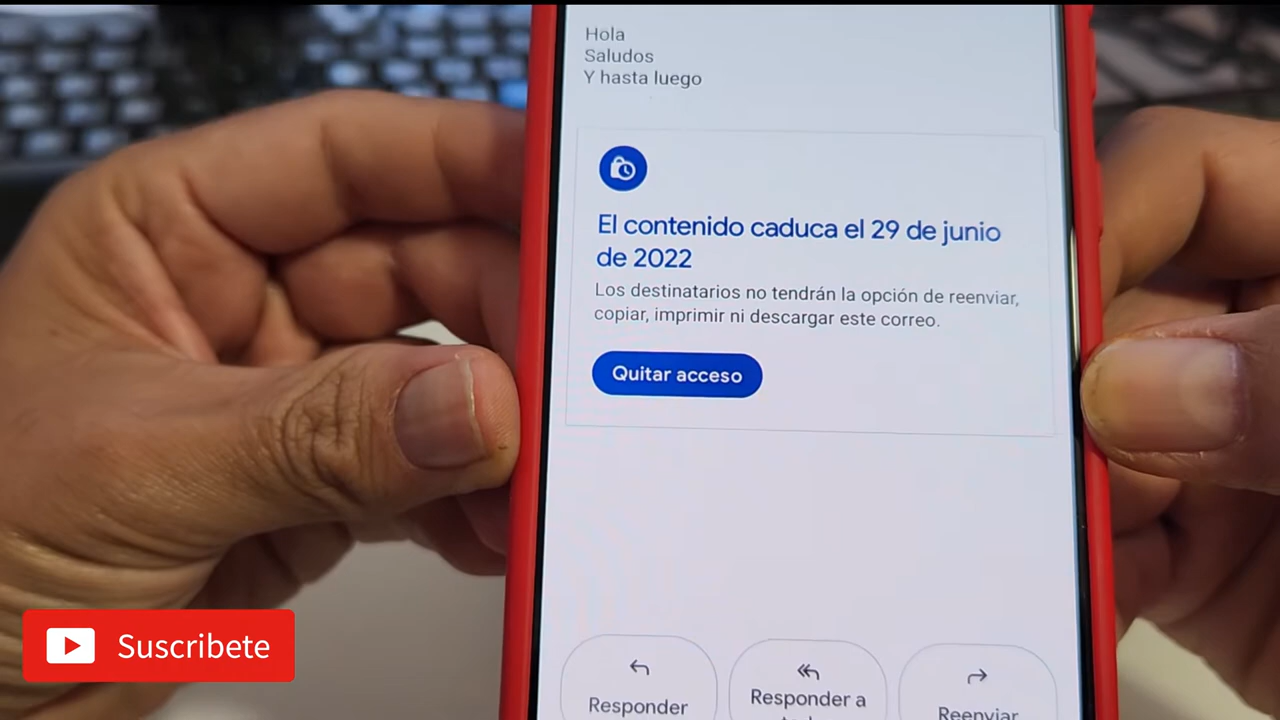 Hola
Saludos
Y hasta luego
El contenido caduca el 29 de junio
de 2022
Los destinatarios no tendrán la opción de reenviar,
copiar, imprimir ni descargar este correo.
Quitar acceso
Suscribete
Responder
Responder a
Reenviar